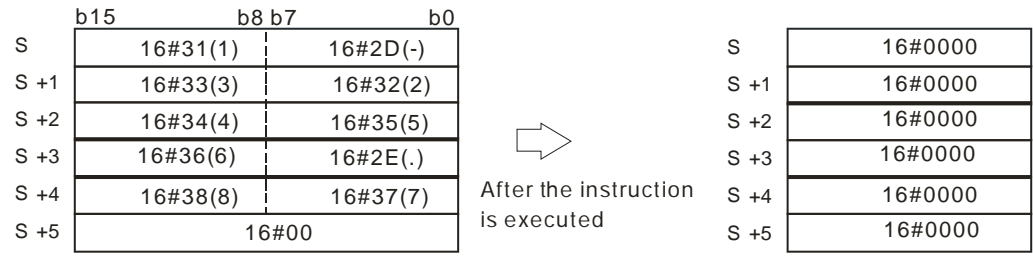 b15 b8 b7 b0
S 16#31(1) 16#2D(-) S 16#0000
S +1 16#33(3) 16#32(2) S +1 16#0000
S +2 16#34(4) 16#35(5) S +2 16#0000
S +3 16#36(6) 16#2E(.) S +3 16#0000
S +4 16#38(8) 16#37(7) After the instruction S +4 16#0000
S +5 16#00 is executed S +5 16#0000